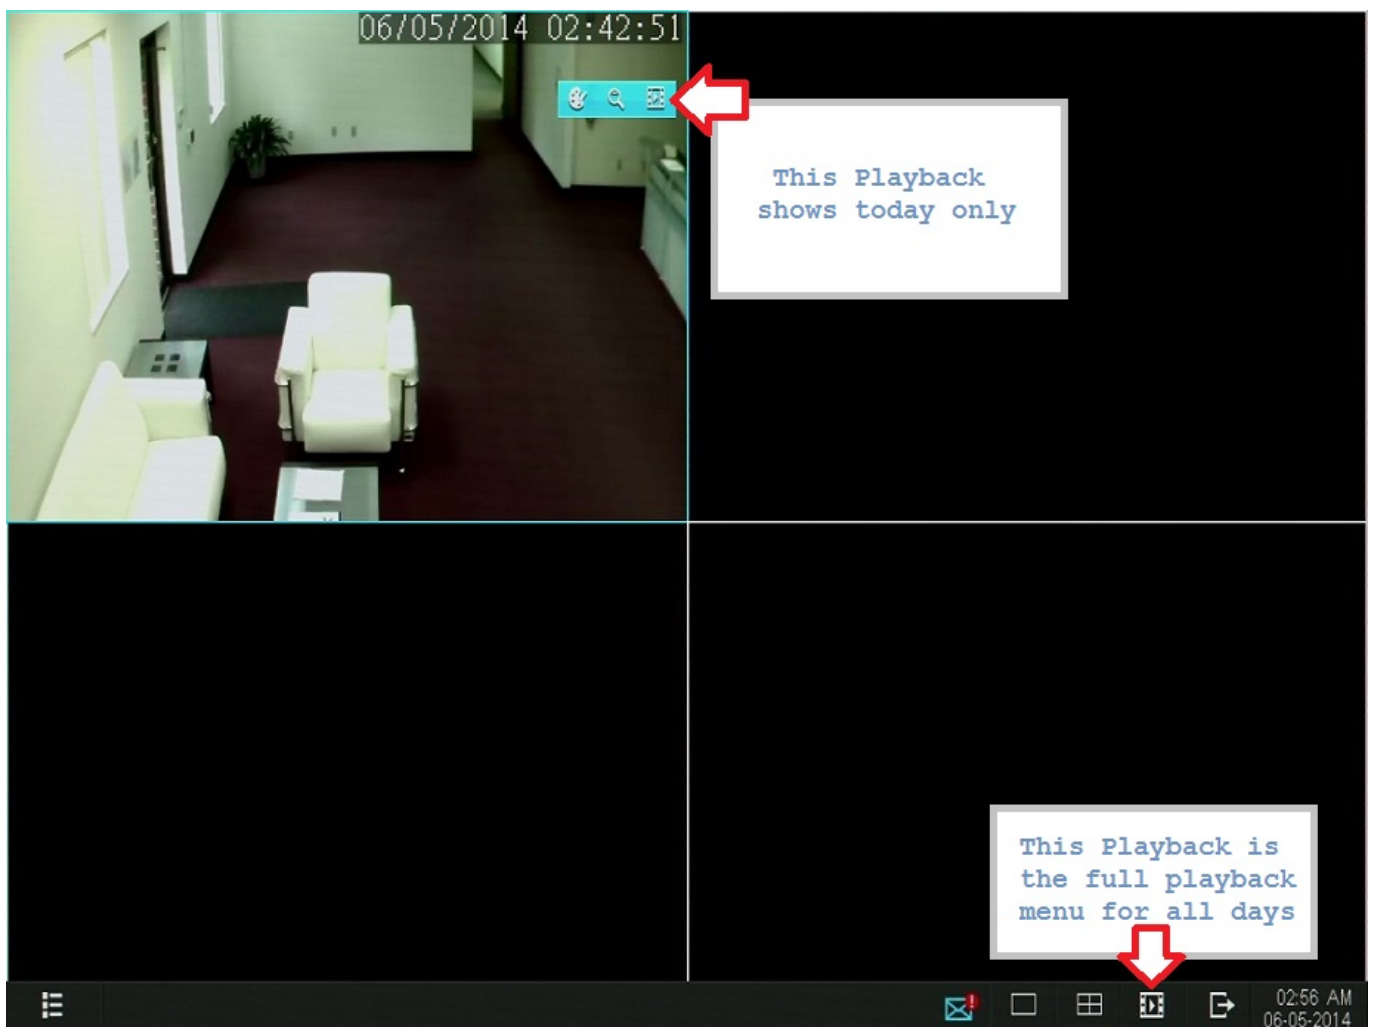 06/05/2014 02:42:51
This Playback
shows today only
This Playback is
the full playback
menu for all days
02:56 AM
06-05-2014